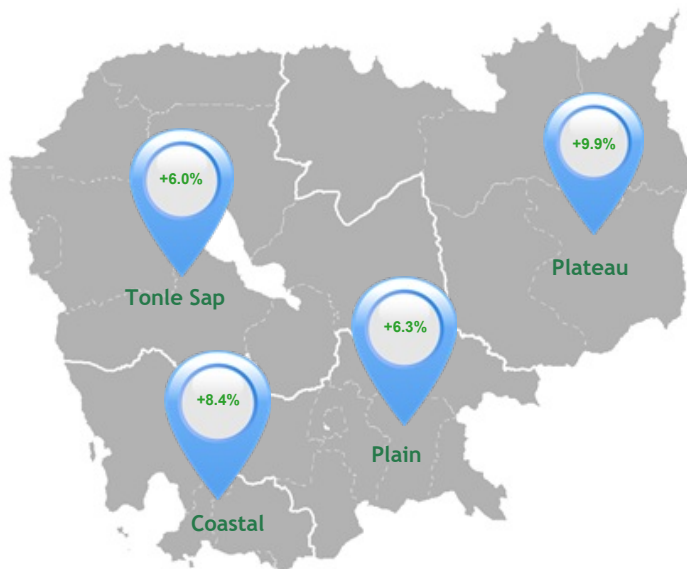 +9.9%
Plateau
+6.0%
Tonle Sap
+6.3%
Plain
+8.4%
Coastal